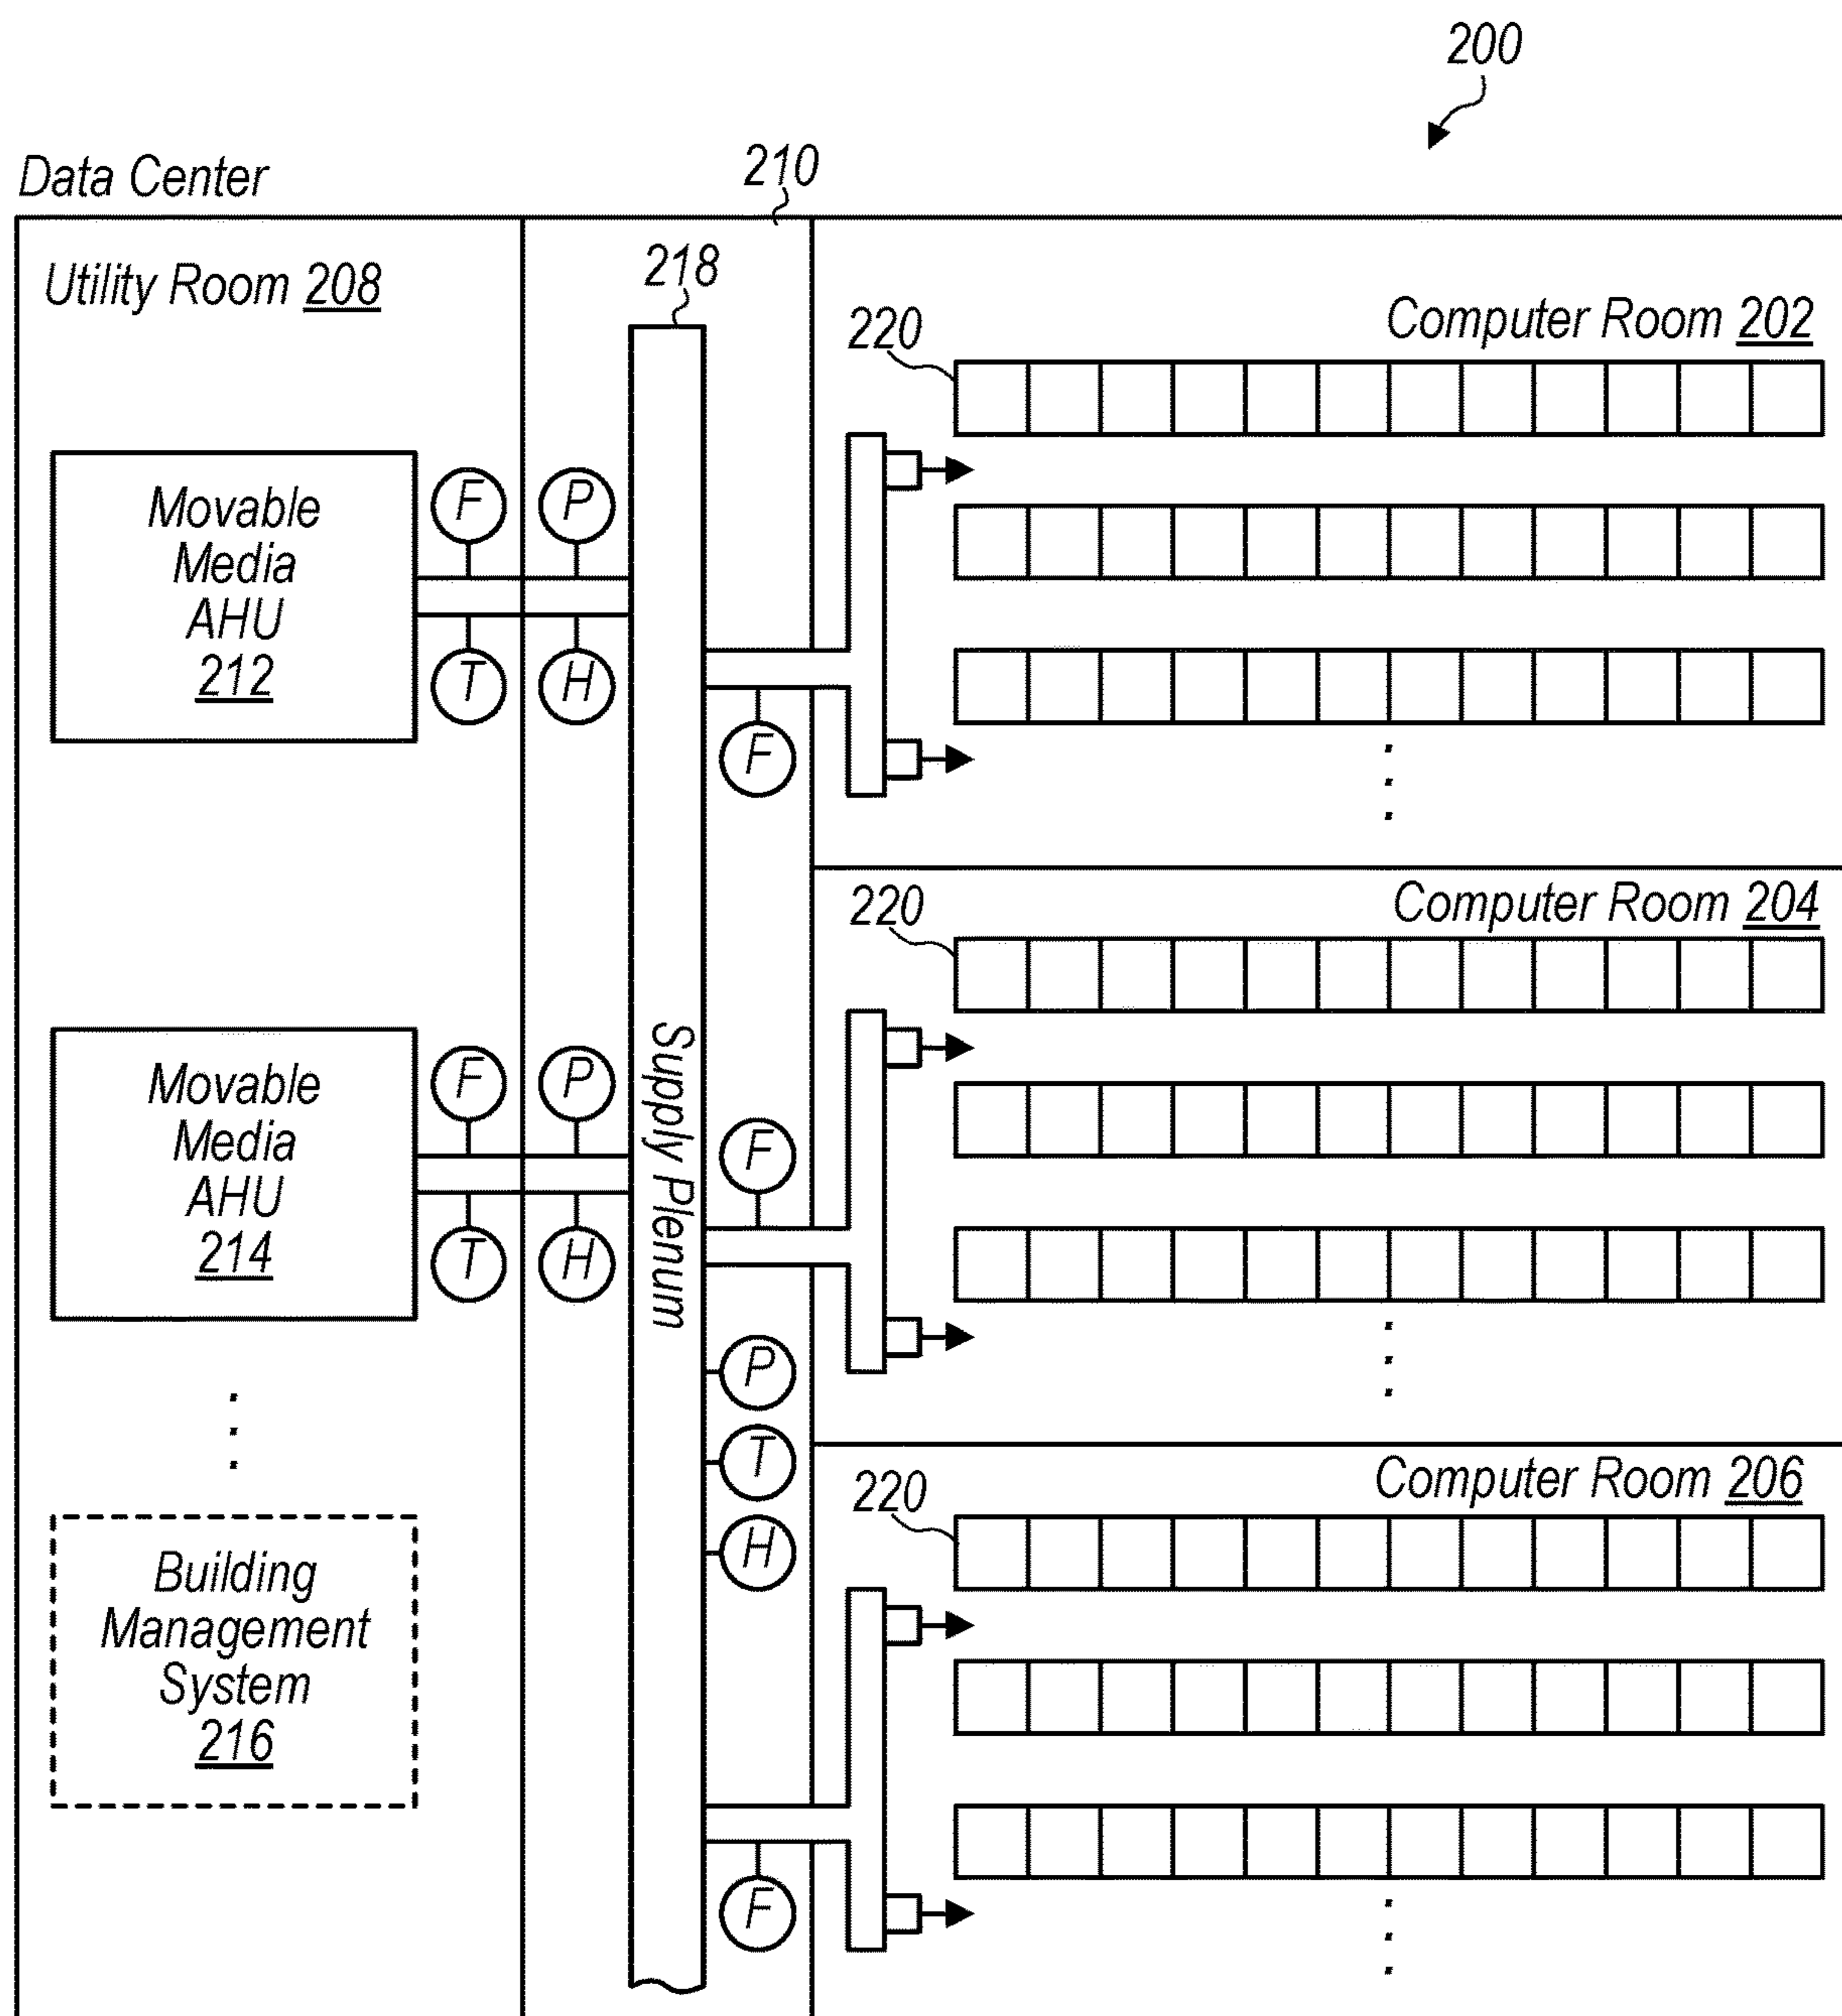 200
Data Center
210
Utility Room 208
218
220
Computer Room 202
Movable
Media
AHU
212
F
P
T
H
F
220
Computer Room 204
Movable
Media
AHU
214
F
P
T
H
Supply Plenum
F
P
T
H
220
Computer Room 206
Building
Management
System
216
F